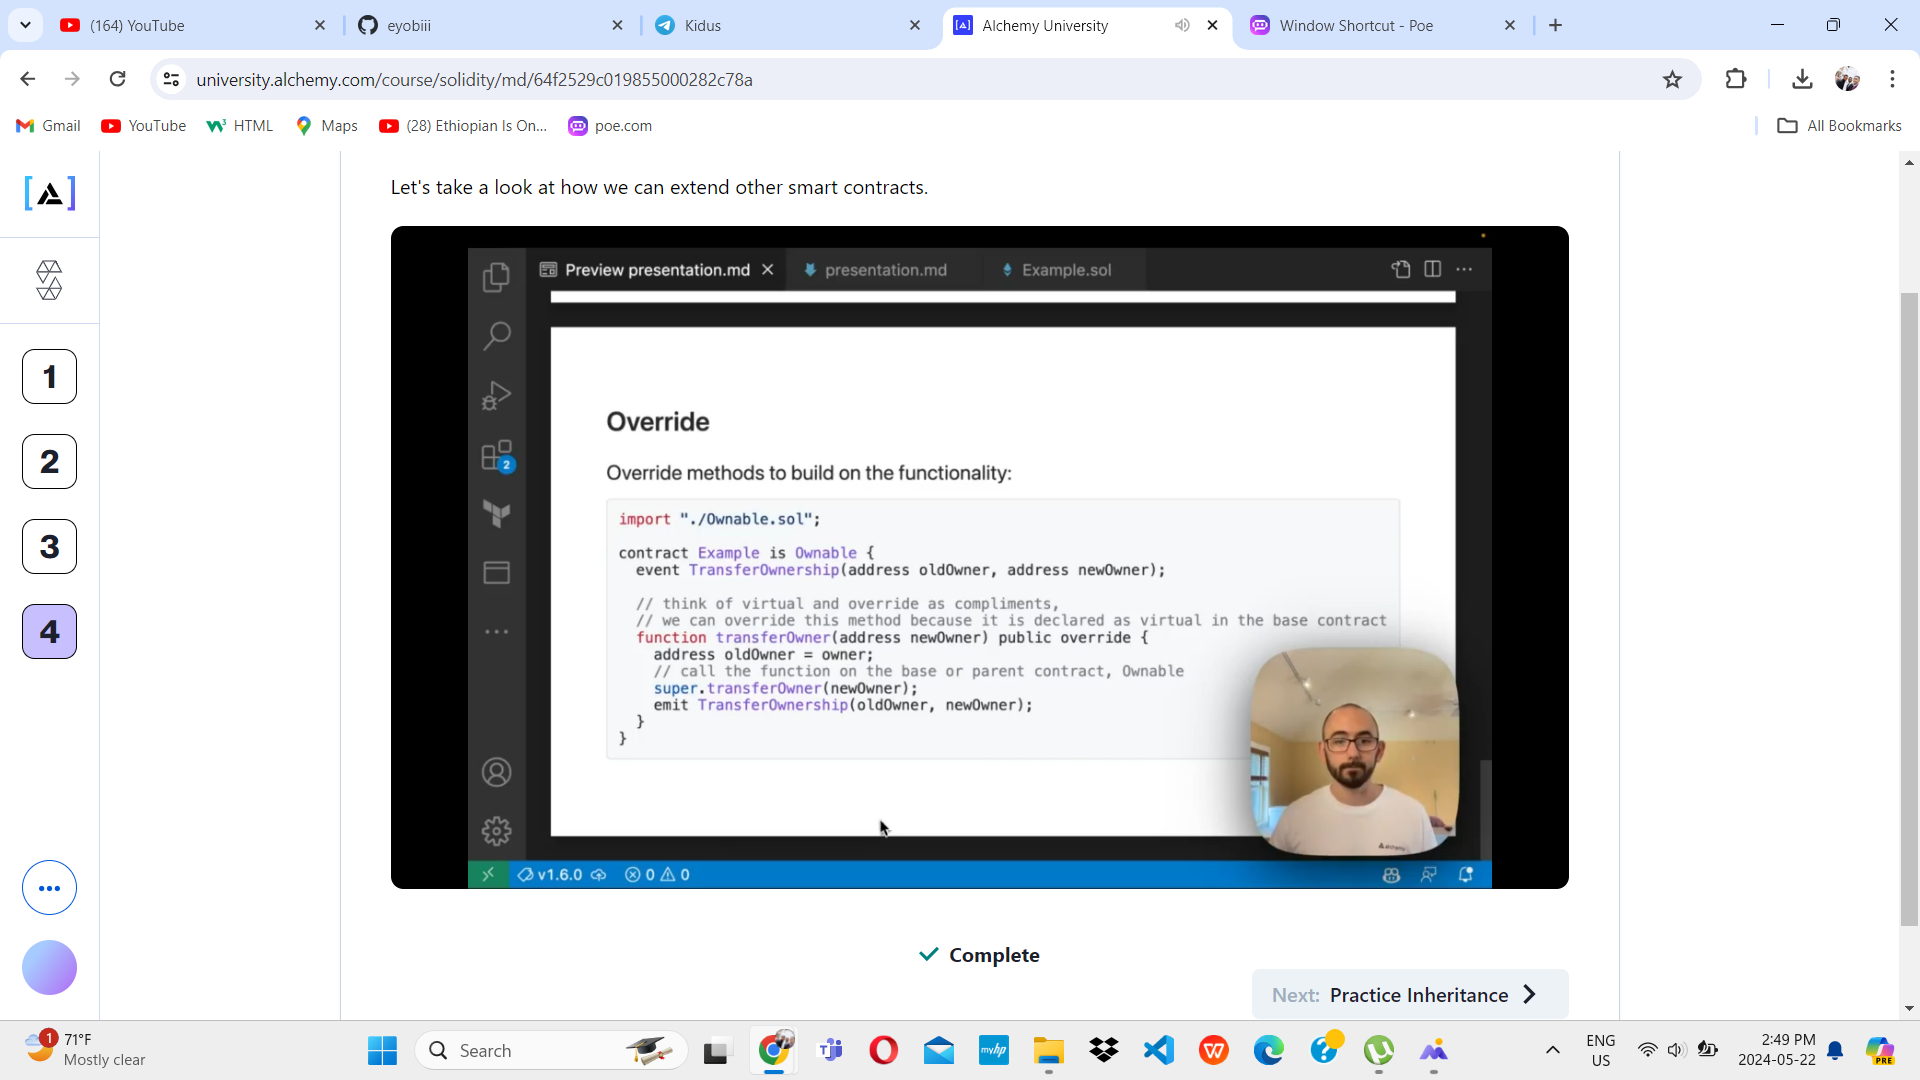 (164) YouTube
eyobiii
Kidus
Alchemy University
Window Shortcut - Poe
university.alchemy.com/course/solidity/md/64f2529c019855000282c78a
Gmail
YouTube
HTML
Maps
(28) Ethiopian Is On...
poe.com
All Bookmarks
Let's take a look at how we can extend other smart contracts.
1
2
3
4
Preview presentation.md
presentation.md
Example.sol
2
Override
Override methods to build on the functionality:
import "./Ownable.sol";
contract Example is Ownable {
event TransferOwnership(address oldOwner, address newOwner);
// think of virtual and override as compliments,
// we can override this method because it is declared as virtual in the base contract
function transferOwner(address newOwner) public override {
address oldOwner = owner;
// call the function on the base or parent contract, Ownable
super.transferOwner(newOwner);
emit TransferOwnership(oldOwner, newOwner);
}
}
alchemy
v1.6.0
0
0
Complete
Next: Practice Inheritance
1
71°F
Mostly clear
Search
myhp
ENG
US
2:49 PM
2024-05-22
PRE